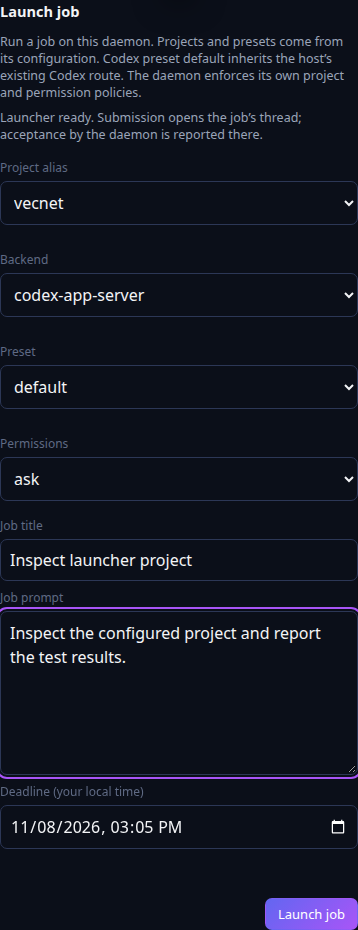 Launch job
Run a job on this daemon. Projects and presets come from
its configuration. Codex preset default inherits the host’s
existing Codex route. The daemon enforces its own project
and permission policies.
Launcher ready. Submission opens the job’s thread;
acceptance by the daemon is reported there.
Project alias
vecnet
Backend
codex-app-server
Preset
default
Permissions
ask
Job title
Inspect launcher project
Job prompt
Inspect the configured project and report
the test results.
Deadline (your local time)
11/08/2026, 03:05 PM
Launch job